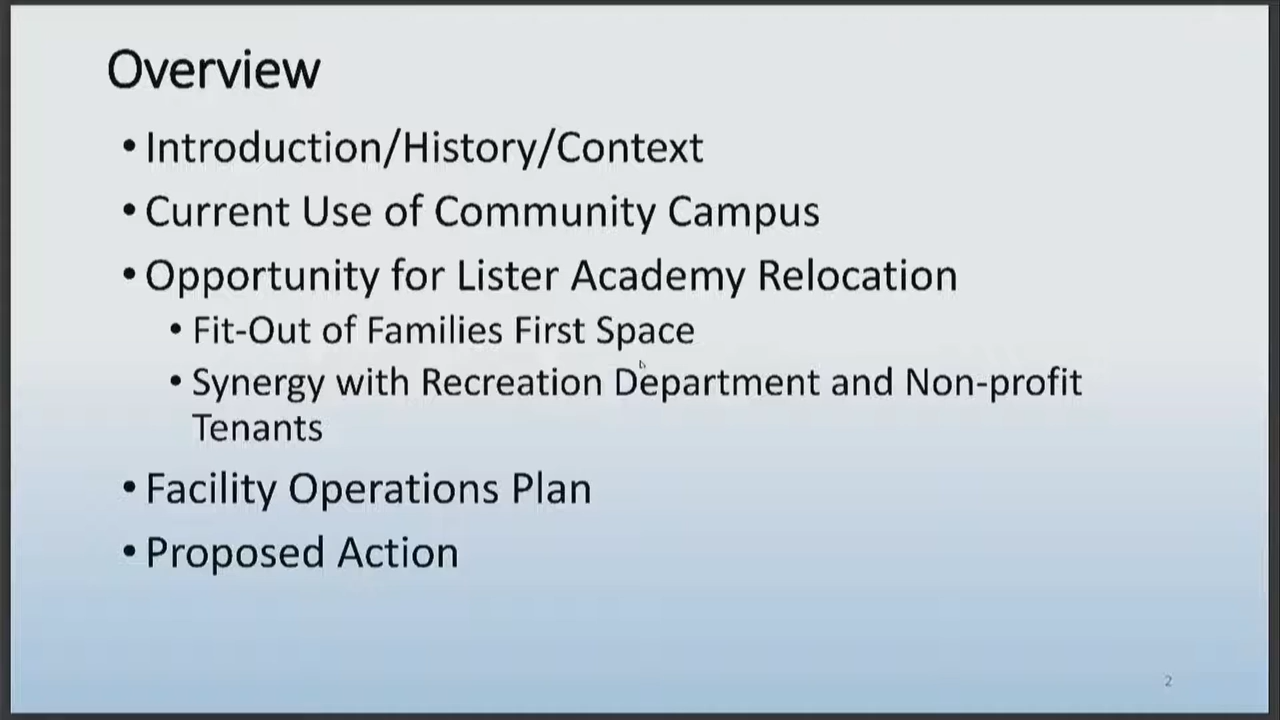 Overview
• Introduction/History/Context
• Current Use of Community Campus
• Opportunity for Lister Academy Relocation
• Fit-Out of Families First Space
• Synergy with Recreation Department and Non-profit
Tenants
• Facility Operations Plan
• Proposed Action
2